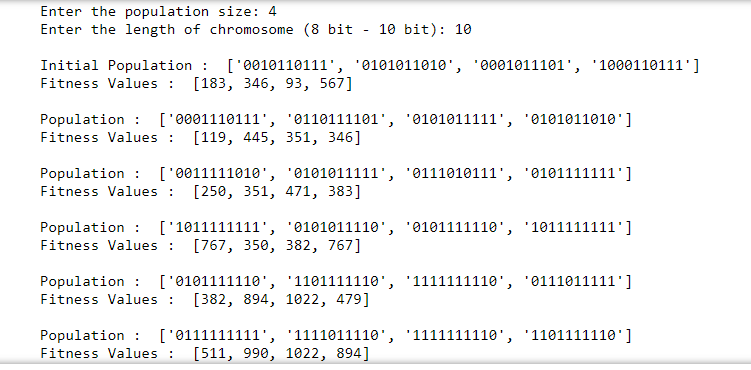 Enter the population size: 4
Enter the length of chromosome (8 bit - 10 bit): 10
Initial Population :  ['0010110111', '0101011010', '0001011101', '1000110111']
Fitness Values :  [183, 346, 93, 567]
Population :  ['0001110111', '0110111101', '0101011111', '0101011010']
Fitness Values :  [119, 445, 351, 346]
Population :  ['0011111010', '0101011111', '0111010111', '0101111111']
Fitness Values :  [250, 351, 471, 383]
Population :  ['1011111111', '0101011110', '0101111110', '1011111111']
Fitness Values :  [767, 350, 382, 767]
Population :  ['0101111110', '1101111110', '1111111110', '0111011111']
Fitness Values :  [382, 894, 1022, 479]
Population :  ['0111111111', '1111011110', '1111111110', '1101111110']
Fitness Values :  [511, 990, 1022, 894]